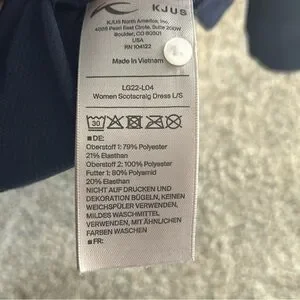 KJUS
KJUS North America, Inc.
4888 Pearl East Circle, Suite 200W
Boulder, CO 80301
USA
RN 104122
Made in Vietnam
LG22-L04
Women Scotscraig Dress L/S
30
DE:
Oberstoff 1: 79% Polyester
21% Elasthan
Oberstoff 2: 100% Polyester
Futter 1: 80% Polyamid
20% Elasthan
NICHT AUF DRUCKEN UND
DEKORATION BÜGELN, KEINEN
WEICHSPÜLER VERWENDEN,
MILDES WASCHMITTEL
VERWENDEN, MIT ÄHNLICHEN
FARBEN WASCHEN
FR: